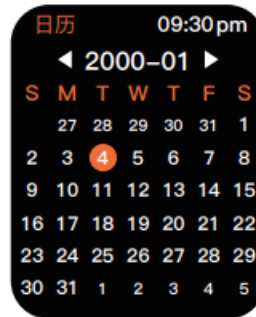 日历 09:30pm
2000-01
S M T W T F S
27 28 29 30 31 1
2 3 4 5 6 7 8
9 10 11 12 13 14 15
16 17 18 19 20 21 22
23 24 25 26 27 28 29
30 31 1 2 3 4 5